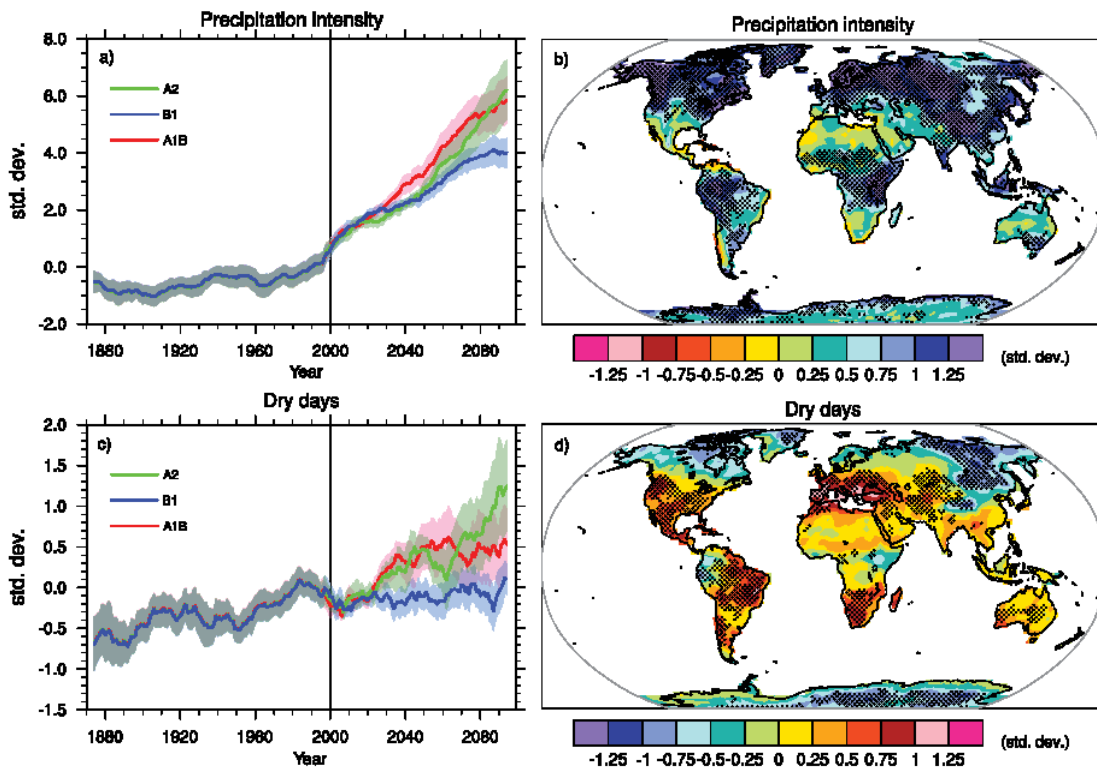 Precipitation Intensity
a)
A2
B1
A1B
8.0
6.0
4.0
2.0
0.0
-2.0
std. dev.
1880 1920 1960 2000 2040 2080
Year
Precipitation intensity
b)
-1.25 -1 -0.75 -0.5 -0.25 0 0.25 0.5 0.75 1 1.25
(std. dev.)
Dry days
c)
A2
B1
A1B
2.0
1.5
1.0
0.5
0.0
-0.5
-1.0
-1.5
std. dev.
1880 1920 1960 2000 2040 2080
Year
Dry days
d)
-1.25 -1 -0.75 -0.5 -0.25 0 0.25 0.50 0.75 1 1.25
(std. dev.)